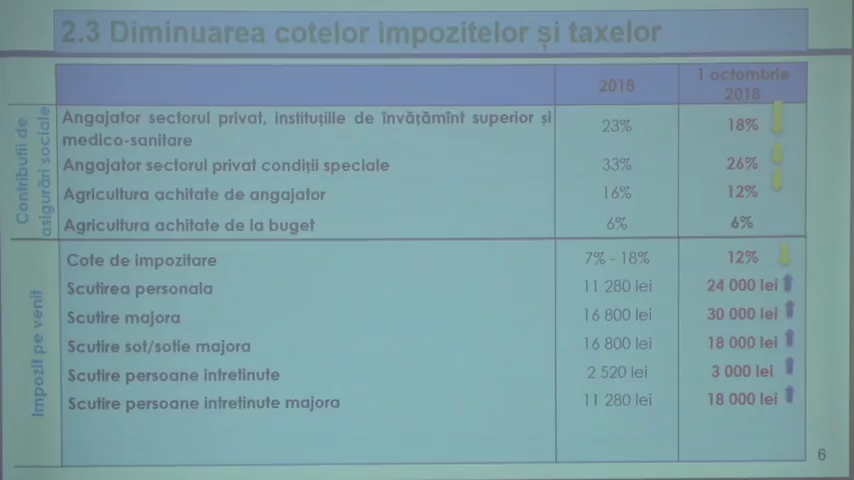 2.3 Diminuarea cotelor impozitelor și taxelor
2018
1 octombrie
2018
Contributii de
asigurări sociale
Angajator sectorul privat, instituțiile de învățămînt superior și
medico-sanitare
23%
18%
Angajator sectorul privat condiții speciale
33%
26%
Agricultura achitate de angajator
16%
12%
Agricultura achitate de la buget
6%
6%
Impozit pe venit
Cote de impozitare
7% - 18%
12%
Scutirea personala
11 280 lei
24 000 lei
Scutire majora
16 800 lei
30 000 lei
Scutire sot/sotie majora
16 800 lei
18 000 lei
Scutire persoane intretinute
2 520 lei
3 000 lei
Scutire persoane intretinute majora
11 280 lei
18 000 lei
6